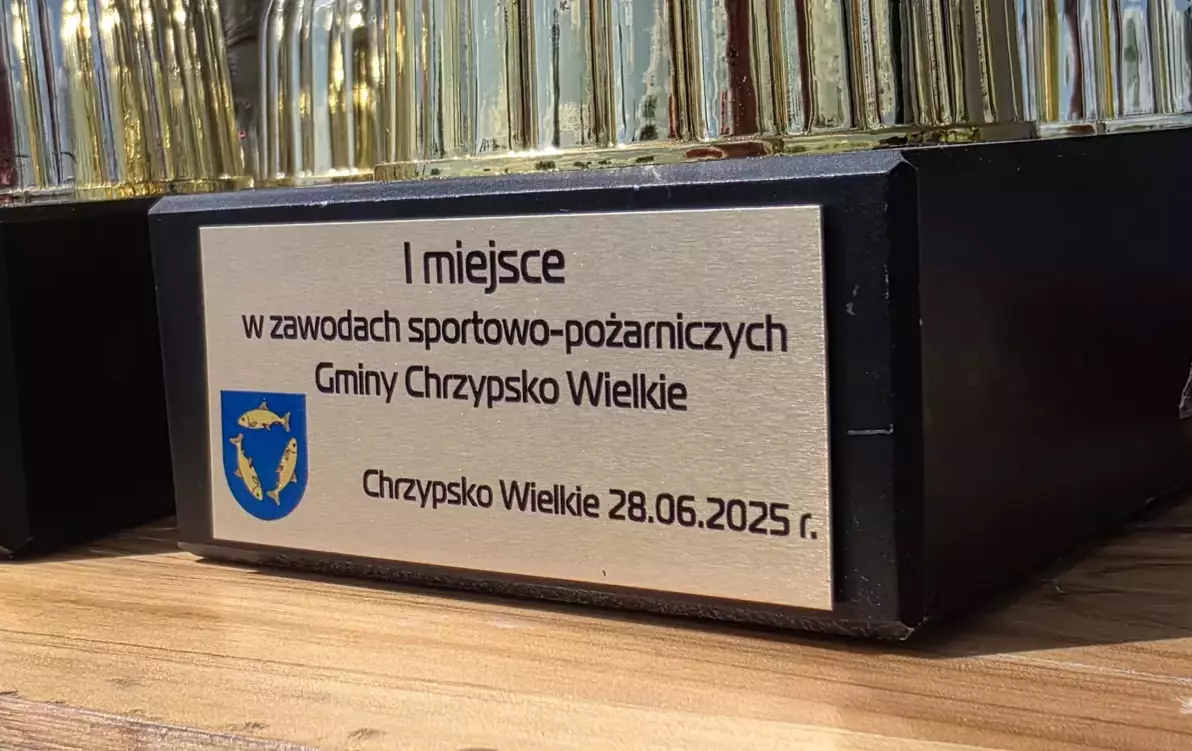 I miejsce
w zawodach sportowo-pożarniczych
Gminy Chrzypsko Wielkie
Chrzypsko Wielkie 28.06.2025 r.